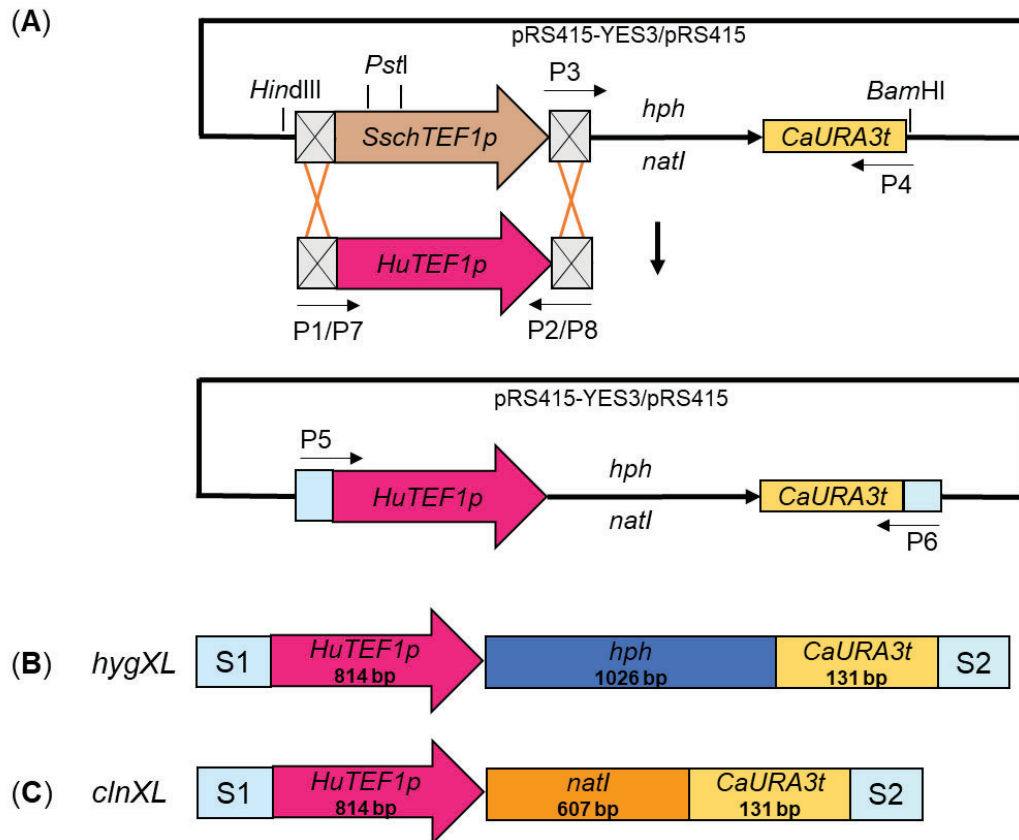 (A)
pRS415-YES3/pRS415
HindIII
PstI
P3
BamHI
SschTEF1p
hph
natI
CaURA3t
P4
HuTEF1p
P1/P7
P2/P8
pRS415-YES3/pRS415
P5
HuTEF1p
hph
natI
CaURA3t
P6
(B) hygXL
S1
HuTEF1p
814 bp
hph
1026 bp
CaURA3t
131 bp
S2
(C) clnXL
S1
HuTEF1p
814 bp
natI
607 bp
CaURA3t
131 bp
S2